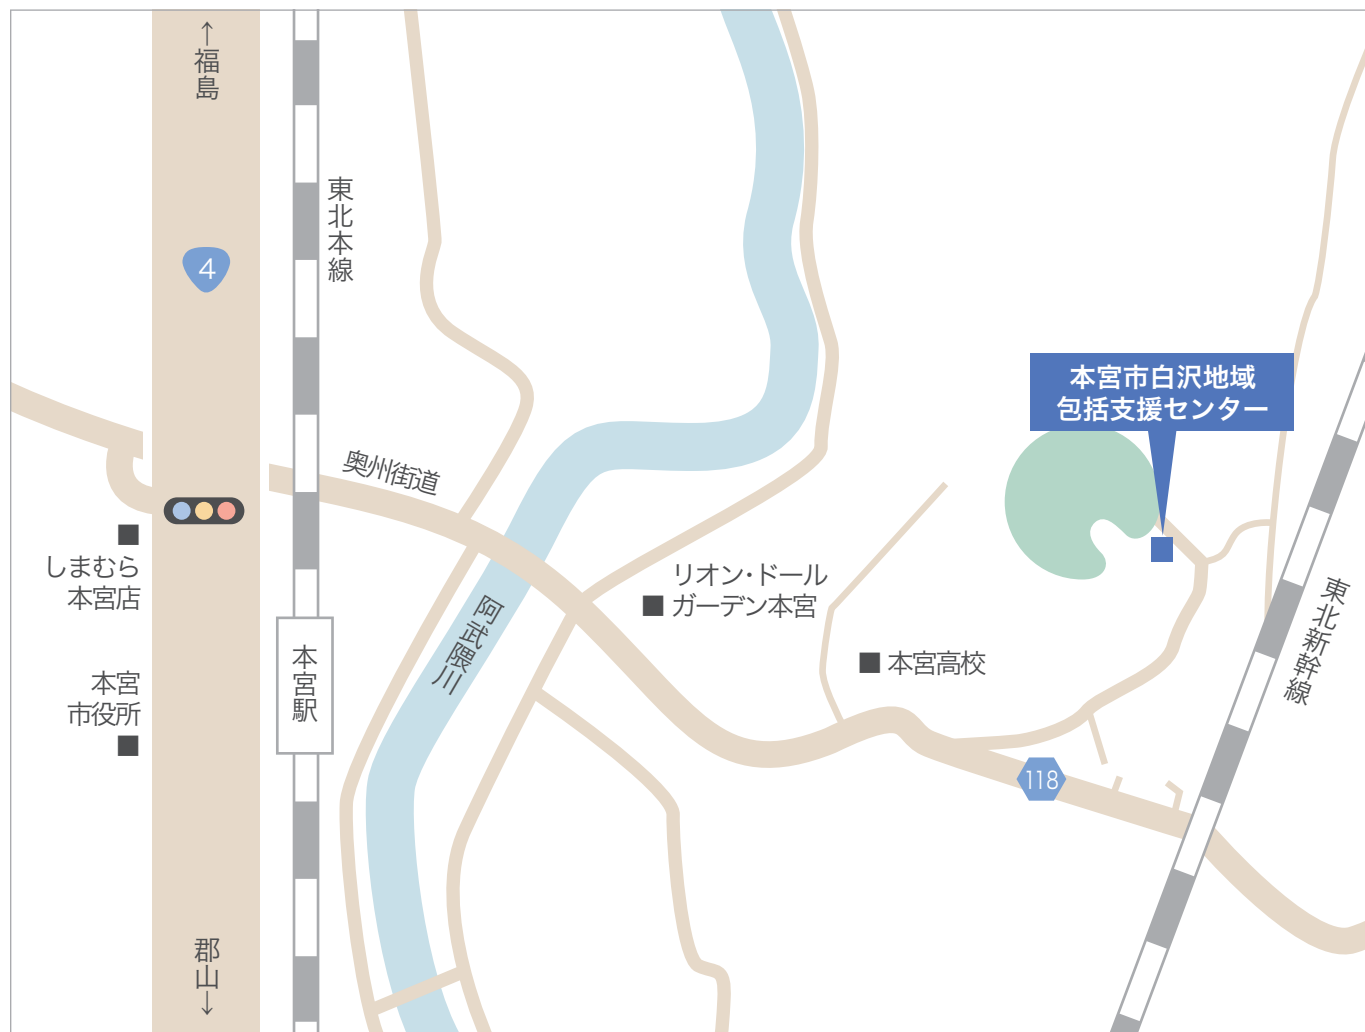 ↑福島
4
東北本線
奥州街道
しまむら
本宮店
本宮
市役所
本宮駅
郡山↓
阿武隈川
リオン・ドール
ガーデン本宮
本宮高校
本宮市白沢地域
包括支援センター
118
東北新幹線